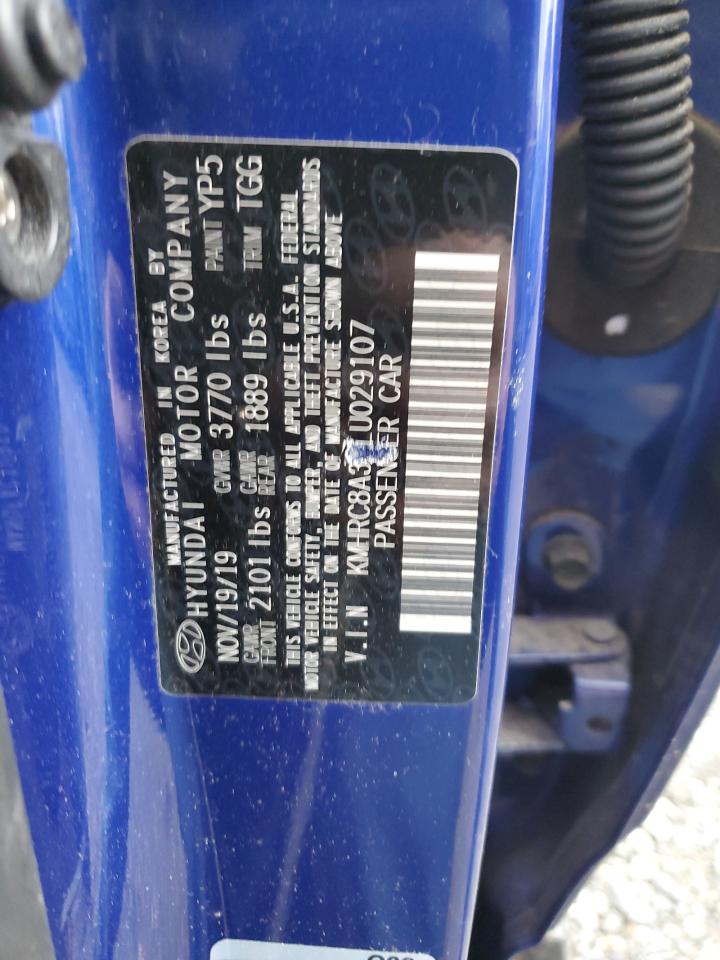 MANUFACTURED IN KOREA BY
HYUNDAI MOTOR COMPANY
NOV/19/19 GVWR 3770 lbs PAINT YP5
GAWR FRONT 2101 lbs GAWR REAR 1889 lbs TRIM TGG
THIS VEHICLE CONFORMS TO ALL APPLICABLE U.S.A. FEDERAL
MOTOR VEHICLE SAFETY, BUMPER, AND THEFT PREVENTION STANDARDS
IN EFFECT ON THE DATE OF MANUFACTURE SHOWN ABOVE
V.I.N
PASSENGER CAR